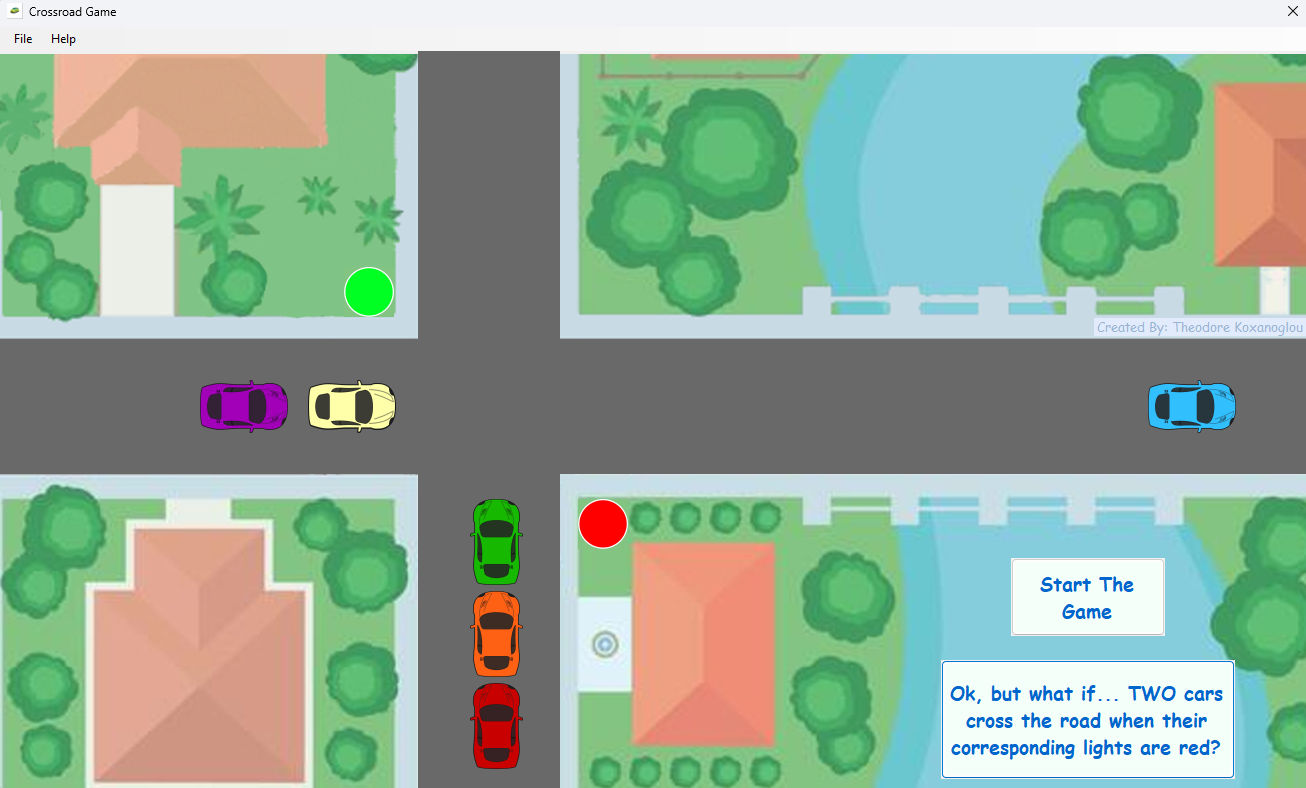 Crossroad Game
File Help
Created By: Theodore Koxanoglou
Start The
Game
Ok, but what if... TWO cars
cross the road when their
corresponding lights are red?